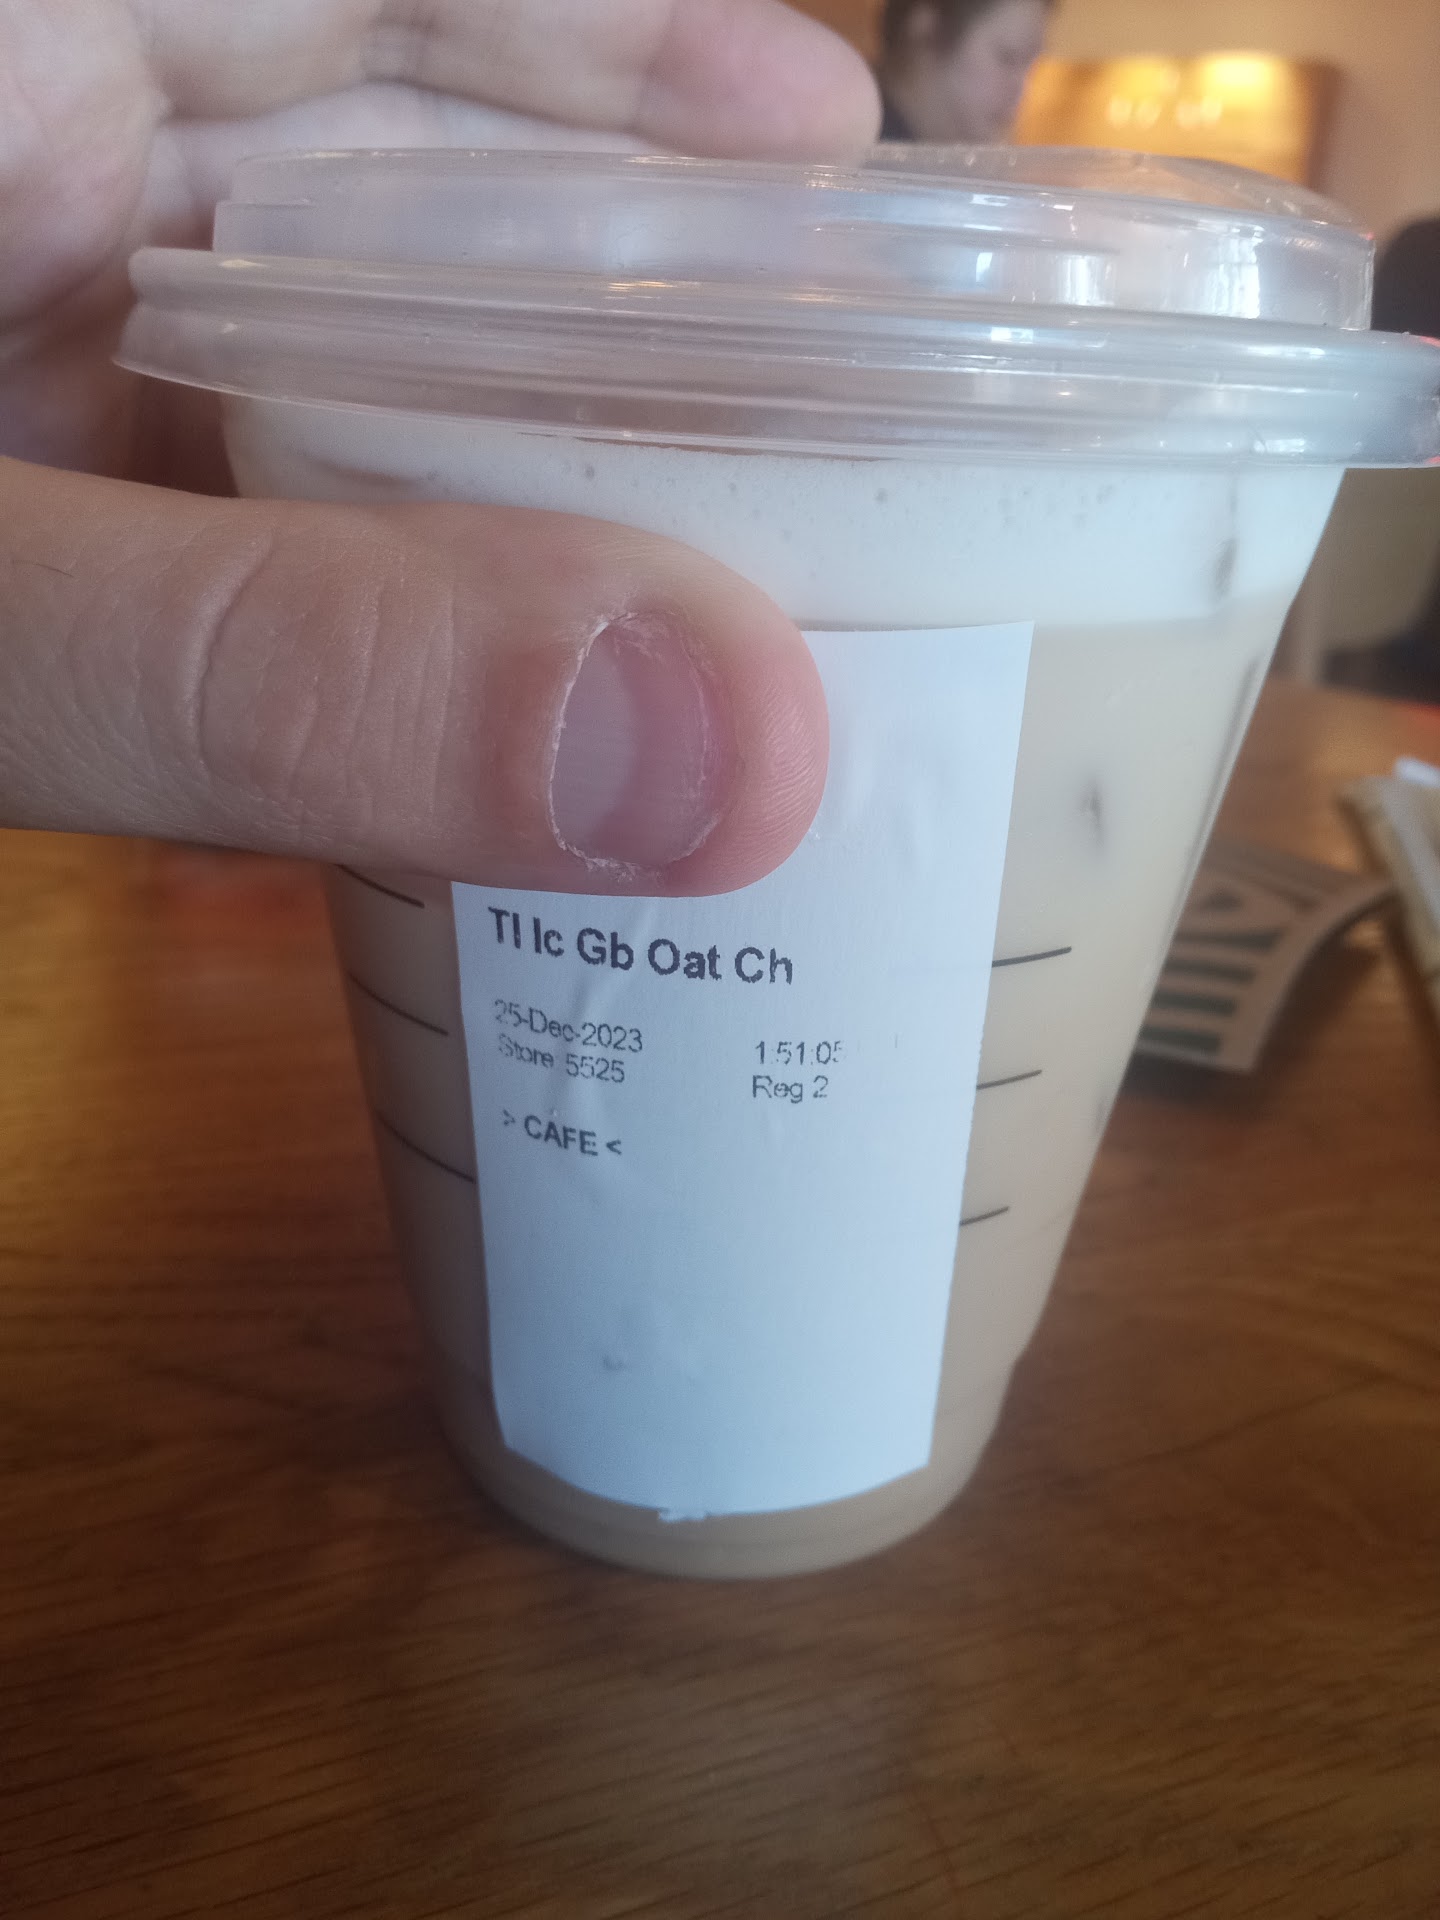 Tl Ic Gb Oat Ch
25-Dec-2023 1:51:05
Store 5525 Reg 2
> CAFE <